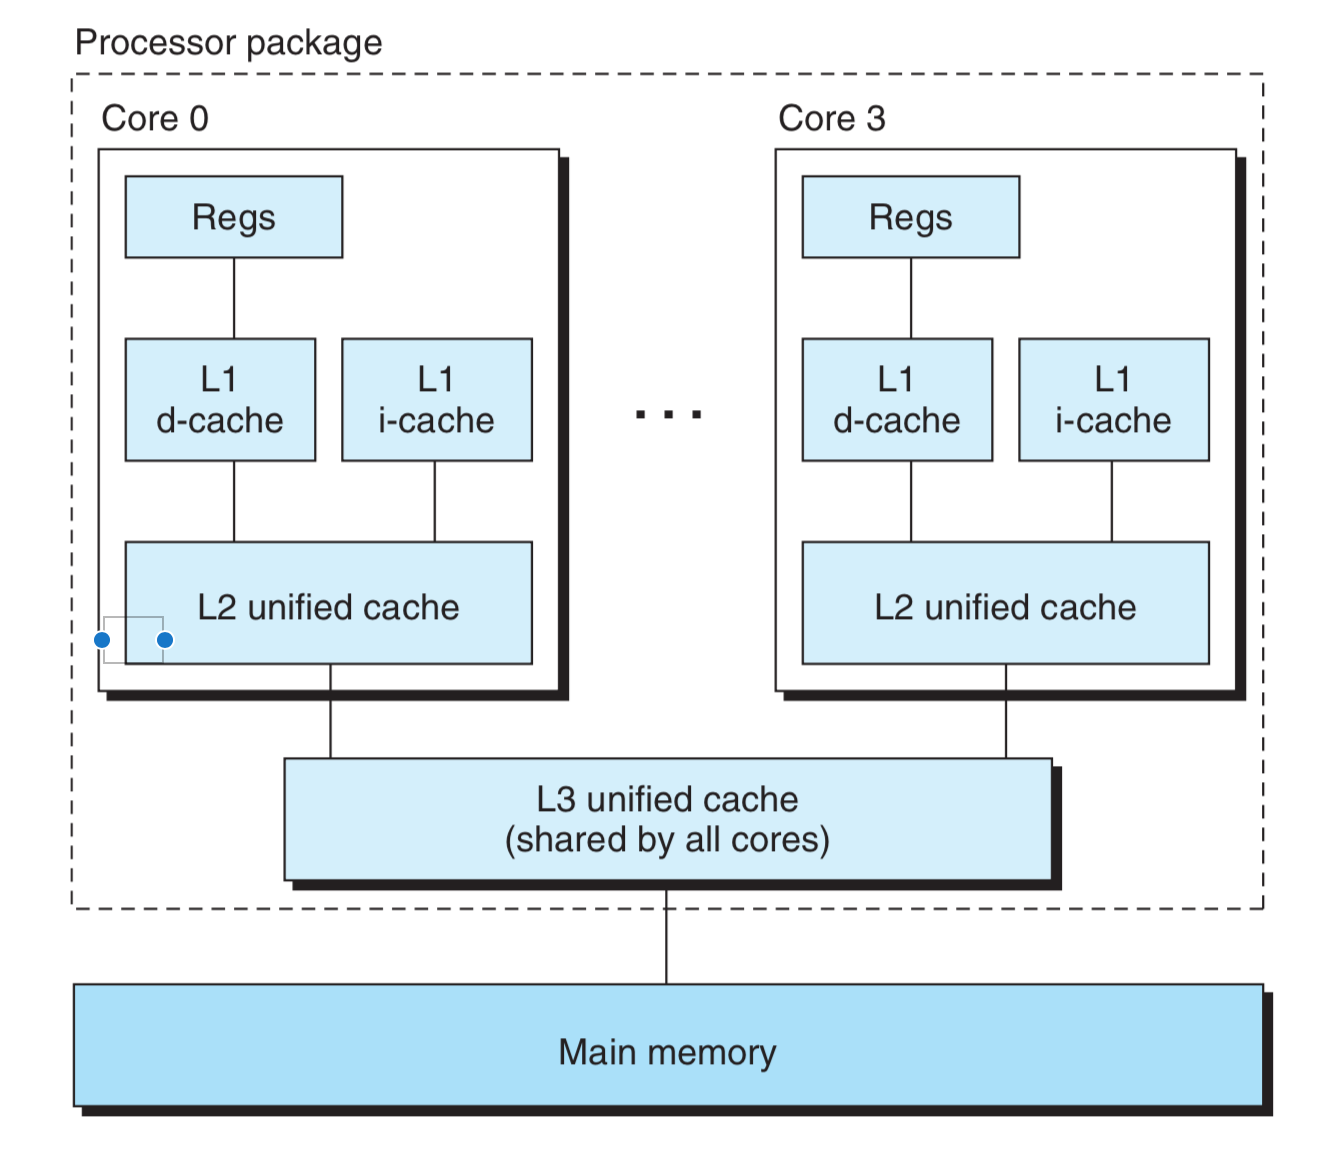 Processor package
Core 0
Core 3
Regs
Regs
L1
d-cache
L1
i-cache
. . .
L1
d-cache
L1
i-cache
L2 unified cache
L2 unified cache
L3 unified cache
(shared by all cores)
Main memory